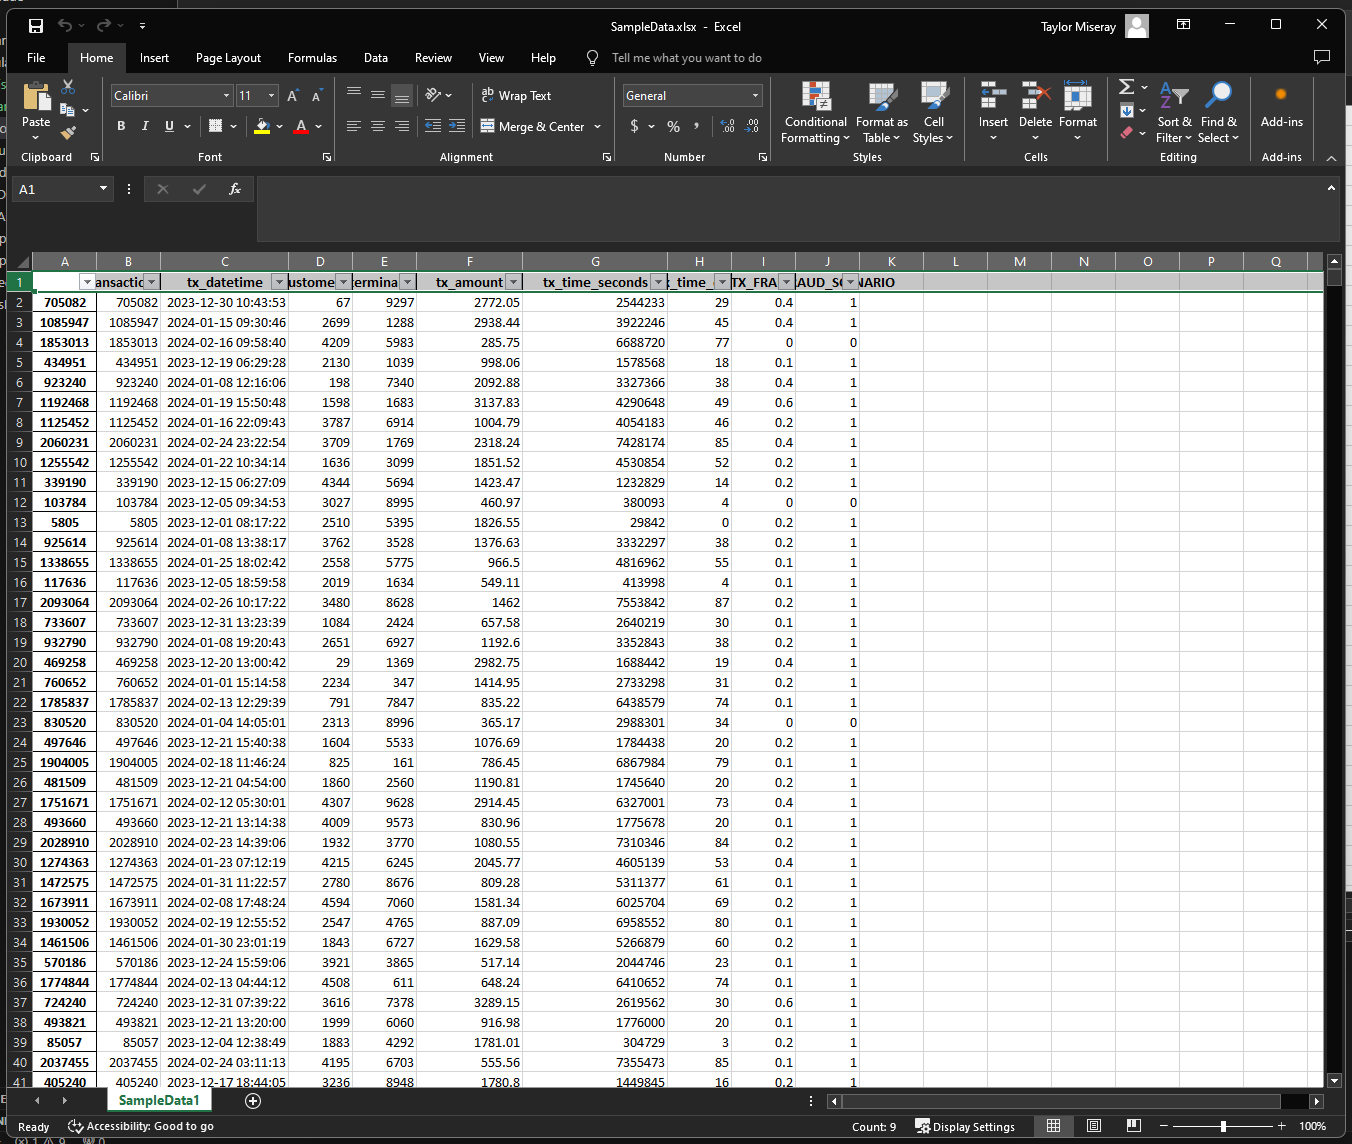 SampleData.xlsx - Excel
Taylor Miseray
File Home Insert Page Layout Formulas Data Review View Help Tell me what you want to do
Paste
Calibri 11
B I U
ab Wrap Text
Merge & Center
General
$ % ,
Conditional Formatting
Format as Table
Cell Styles
Insert Delete Format
Sort & Filter
Find & Select
Add-ins
Clipboard Font Alignment Number Styles Cells Editing Add-ins
A1 fx
A B C D E F G H I J K L M N O P Q
1 ansactic tx_datetime ustome termina tx_amount tx_time_seconds _time_ TX_FRA AUD_S NARIO
2 705082 705082 2023-12-30 10:43:53 67 9297 2772.05 2544233 29 0.4 1
3 1085947 1085947 2024-01-15 09:30:46 2699 1288 2938.44 3922246 45 0.4 1
4 1853013 1853013 2024-02-16 09:58:40 4209 5983 285.75 6688720 77 0 0
5 434951 434951 2023-12-19 06:29:28 2130 1039 998.06 1578568 18 0.1 1
6 923240 923240 2024-01-08 12:16:06 198 7340 2092.88 3327366 38 0.4 1
7 1192468 1192468 2024-01-19 15:50:48 1598 1683 3137.83 4290648 49 0.6 1
8 1125452 1125452 2024-01-16 22:09:43 3787 6914 1004.79 4054183 46 0.2 1
9 2060231 2060231 2024-02-24 23:22:54 3709 1769 2318.24 7428174 85 0.4 1
10 1255542 1255542 2024-01-22 10:34:14 1636 3099 1851.52 4530854 52 0.2 1
11 339190 339190 2023-12-15 06:27:09 4344 5694 1423.47 1232829 14 0.2 1
12 103784 103784 2023-12-05 09:34:53 3027 8995 460.97 380093 4 0 0
13 5805 5805 2023-12-01 08:17:22 2510 5395 1826.55 29842 0 0.2 1
14 925614 925614 2024-01-08 13:38:17 3762 3528 1376.63 3332297 38 0.2 1
15 1338655 1338655 2024-01-25 18:02:42 2558 5775 966.5 4816962 55 0.1 1
16 117636 117636 2023-12-05 18:59:58 2019 1634 549.11 413998 4 0.1 1
17 2093064 2093064 2024-02-26 10:17:22 3480 8628 1462 7553842 87 0.2 1
18 733607 733607 2023-12-31 13:23:39 1084 2424 657.58 2640219 30 0.1 1
19 932790 932790 2024-01-08 19:20:43 2651 6927 1192.6 3352843 38 0.2 1
20 469258 469258 2023-12-20 13:00:42 29 1369 2982.75 1688442 19 0.4 1
21 760652 760652 2024-01-01 15:14:58 2234 347 1414.95 2733298 31 0.2 1
22 1785837 1785837 2024-02-13 12:29:39 791 7847 835.22 6438579 74 0.1 1
23 830520 830520 2024-01-04 14:05:01 2313 8996 365.17 2988301 34 0 0
24 497646 497646 2023-12-21 15:40:38 1604 5533 1076.69 1784438 20 0.2 1
25 1904005 1904005 2024-02-18 11:46:24 825 161 786.45 6867984 79 0.1 1
26 481509 481509 2023-12-21 04:54:00 1860 2560 1190.81 1745640 20 0.2 1
27 1751671 1751671 2024-02-12 05:30:01 4307 9628 2914.45 6327001 73 0.4 1
28 493660 493660 2023-12-21 13:14:38 4009 9573 830.96 1775678 20 0.1 1
29 2028910 2028910 2024-02-23 14:39:06 1932 3770 1080.55 7310346 84 0.2 1
30 1274363 1274363 2024-01-23 07:12:19 4215 6245 2045.77 4605139 53 0.4 1
31 1472575 1472575 2024-01-31 11:22:57 2780 8676 809.28 5311377 61 0.1 1
32 1673911 1673911 2024-02-08 17:48:24 4594 7060 1581.34 6025704 69 0.2 1
33 1930052 1930052 2024-02-19 12:55:52 2547 4765 887.09 6958552 80 0.1 1
34 1461506 1461506 2024-01-30 23:01:19 1843 6727 1629.58 5266879 60 0.2 1
35 570186 570186 2023-12-24 15:59:06 3921 3865 517.14 2044746 23 0.1 1
36 1774844 1774844 2024-02-13 04:44:12 4508 611 648.24 6410652 74 0.1 1
37 724240 724240 2023-12-31 07:39:22 3616 7378 3289.15 2619562 30 0.6 1
38 493821 493821 2023-12-21 13:20:00 1999 6060 916.98 1776000 20 0.1 1
39 85057 85057 2023-12-04 12:38:49 1883 4292 1781.01 304729 3 0.2 1
40 2037455 2037455 2024-02-24 03:11:13 4195 6703 555.56 7355473 85 0.1 1
41 405240 405240 2023-12-17 18:44:05 3236 8948 1780.8 1449845 16 0.2 1
SampleData1
Ready Accessibility: Good to go Count: 9 Display Settings 100%